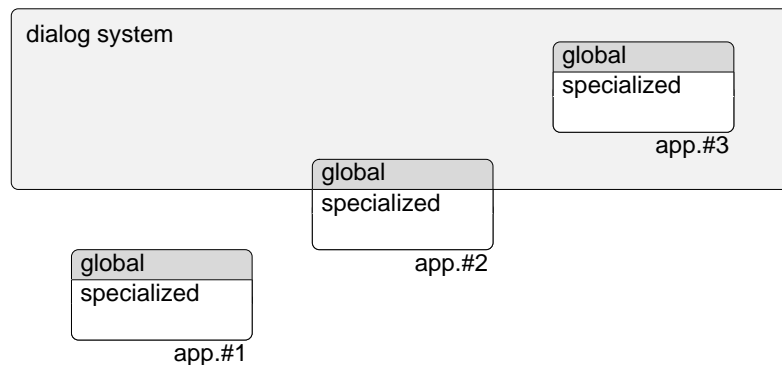 dialog system
global
specialized
app.#3
global
specialized
app.#2
global
specialized
app.#1